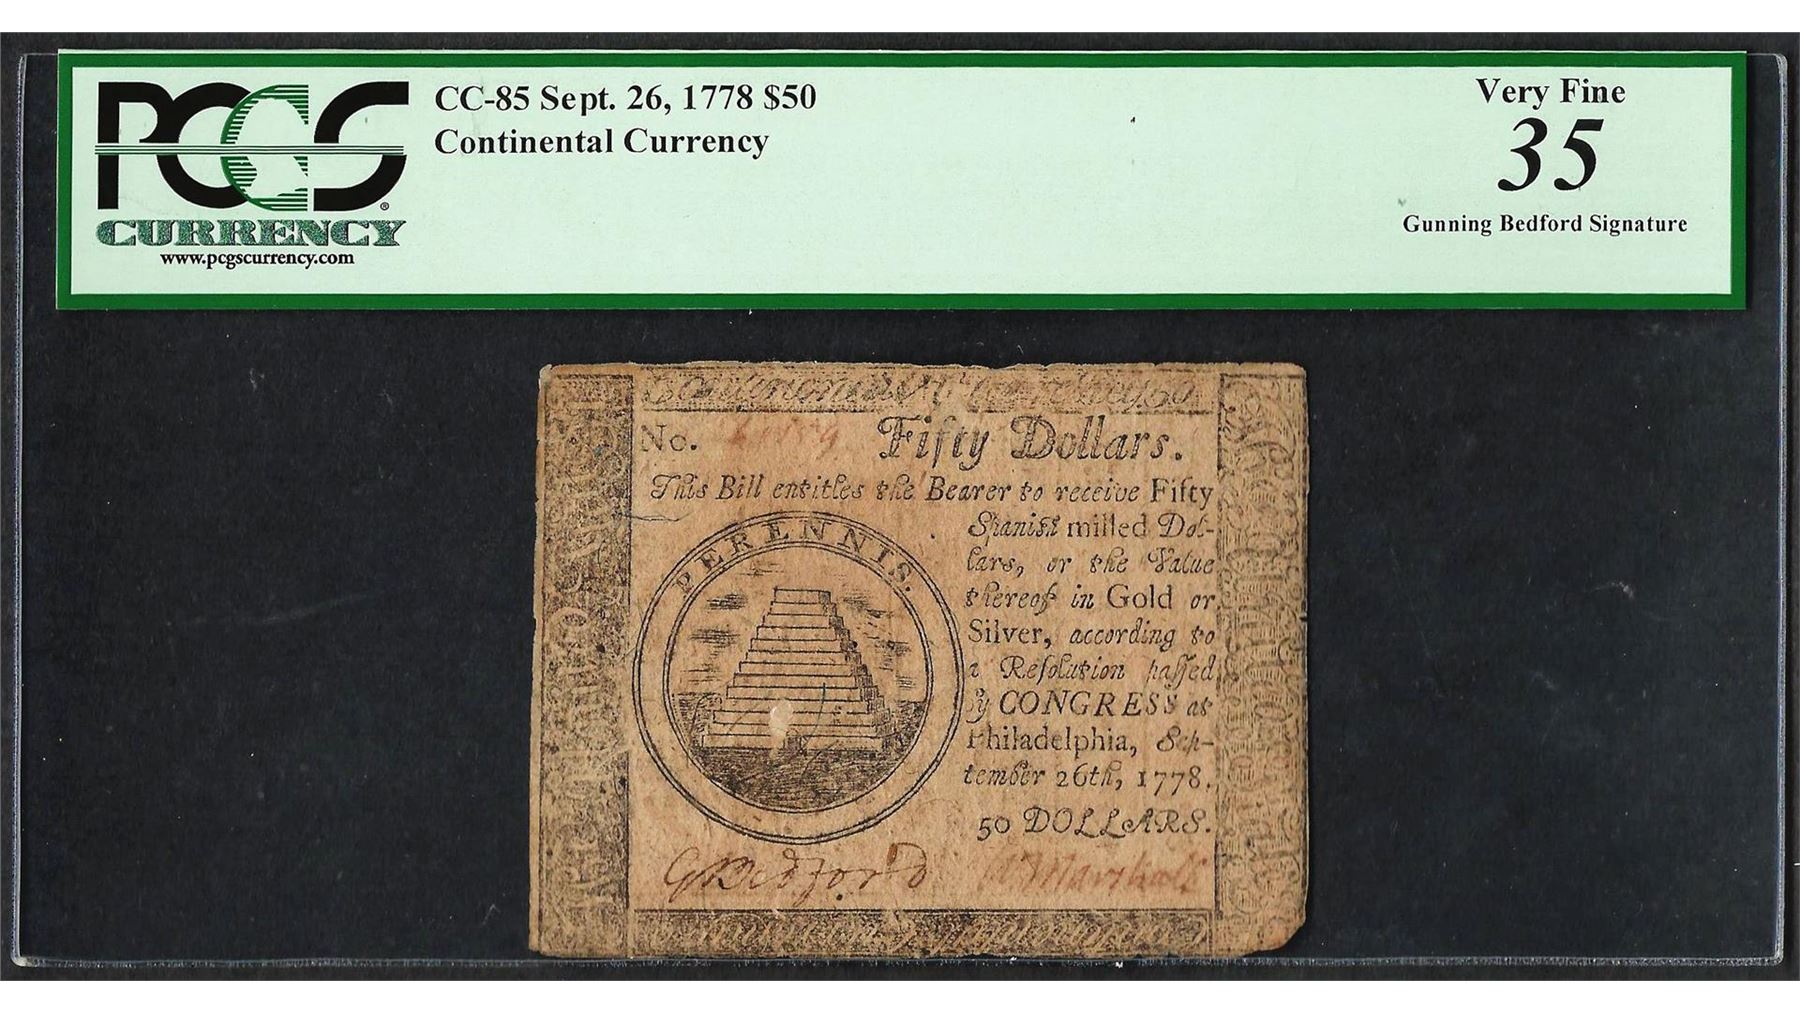 PCGS
CURRENCY
www.pcgscurrency.com
CC-85 Sept. 26, 1778 $50
Continental Currency
Very Fine
35
Gunning Bedford Signature
No.
Fifty Dollars.
This Bill entitles the Bearer to receive Fifty
Spanish milled Dol-
lars, or the Value
thereof in Gold or
Silver, according to
a Resolution passed
by CONGRESS at
Philadelphia, Sep-
tember 26th, 1778.
50 DOLLARS.
PERENNIS.
G Bedford
Marshall